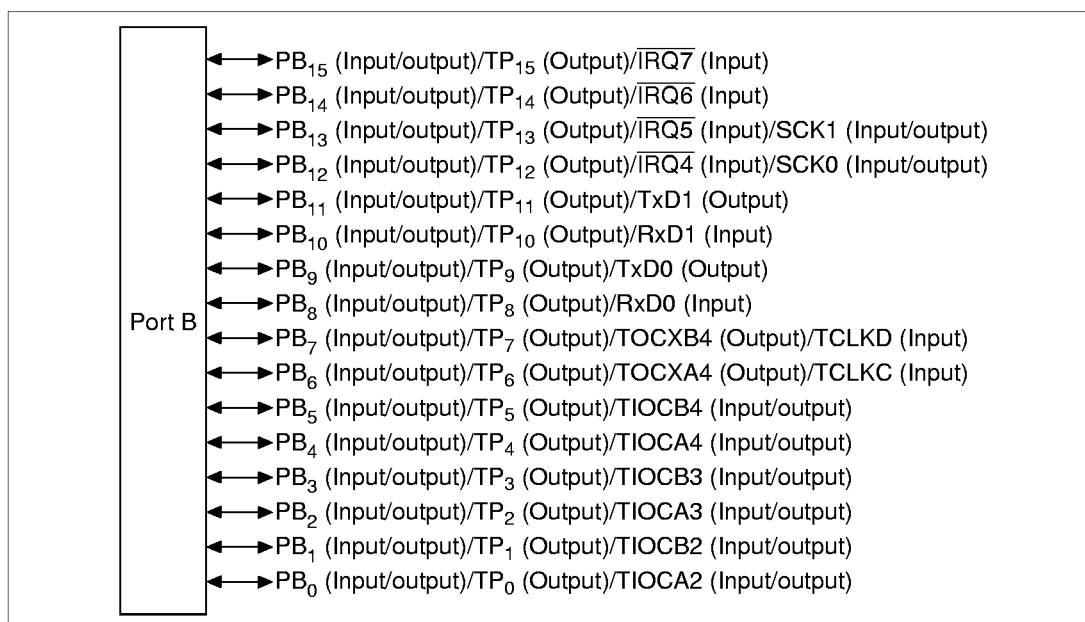 PB15 (Input/output)/TP15 (Output)/IRQ7 (Input)
PB14 (Input/output)/TP14 (Output)/IRQ6 (Input)
PB13 (Input/output)/TP13 (Output)/IRQ5 (Input)/SCK1 (Input/output)
PB12 (Input/output)/TP12 (Output)/IRQ4 (Input)/SCK0 (Input/output)
PB11 (Input/output)/TP11 (Output)/TxD1 (Output)
PB10 (Input/output)/TP10 (Output)/RxD1 (Input)
PB9 (Input/output)/TP9 (Output)/TxD0 (Output)
PB8 (Input/output)/TP8 (Output)/RxD0 (Input)
Port B
PB7 (Input/output)/TP7 (Output)/TOCXB4 (Output)/TCLKD (Input)
PB6 (Input/output)/TP6 (Output)/TOCXA4 (Output)/TCLKC (Input)
PB5 (Input/output)/TP5 (Output)/TIOCB4 (Input/output)
PB4 (Input/output)/TP4 (Output)/TIOCA4 (Input/output)
PB3 (Input/output)/TP3 (Output)/TIOCB3 (Input/output)
PB2 (Input/output)/TP2 (Output)/TIOCA3 (Input/output)
PB1 (Input/output)/TP1 (Output)/TIOCB2 (Input/output)
PB0 (Input/output)/TP0 (Output)/TIOCA2 (Input/output)